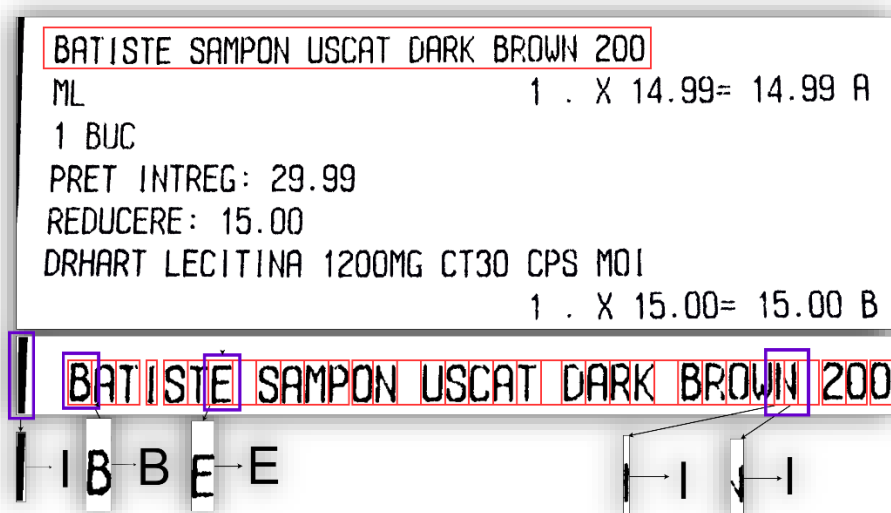 BATISTE SAMPON USCAT DARK BROWN 200
ML 1 . X 14.99= 14.99 A
1 BUC
PRET INTREG: 29.99
REDUCERE: 15.00
DRHART LECITINA 1200MG CT30 CPS MOI
1 . X 15.00= 15.00 B
BATISTE SAMPON USCAT DARK BROWN 200
I B B E E I I